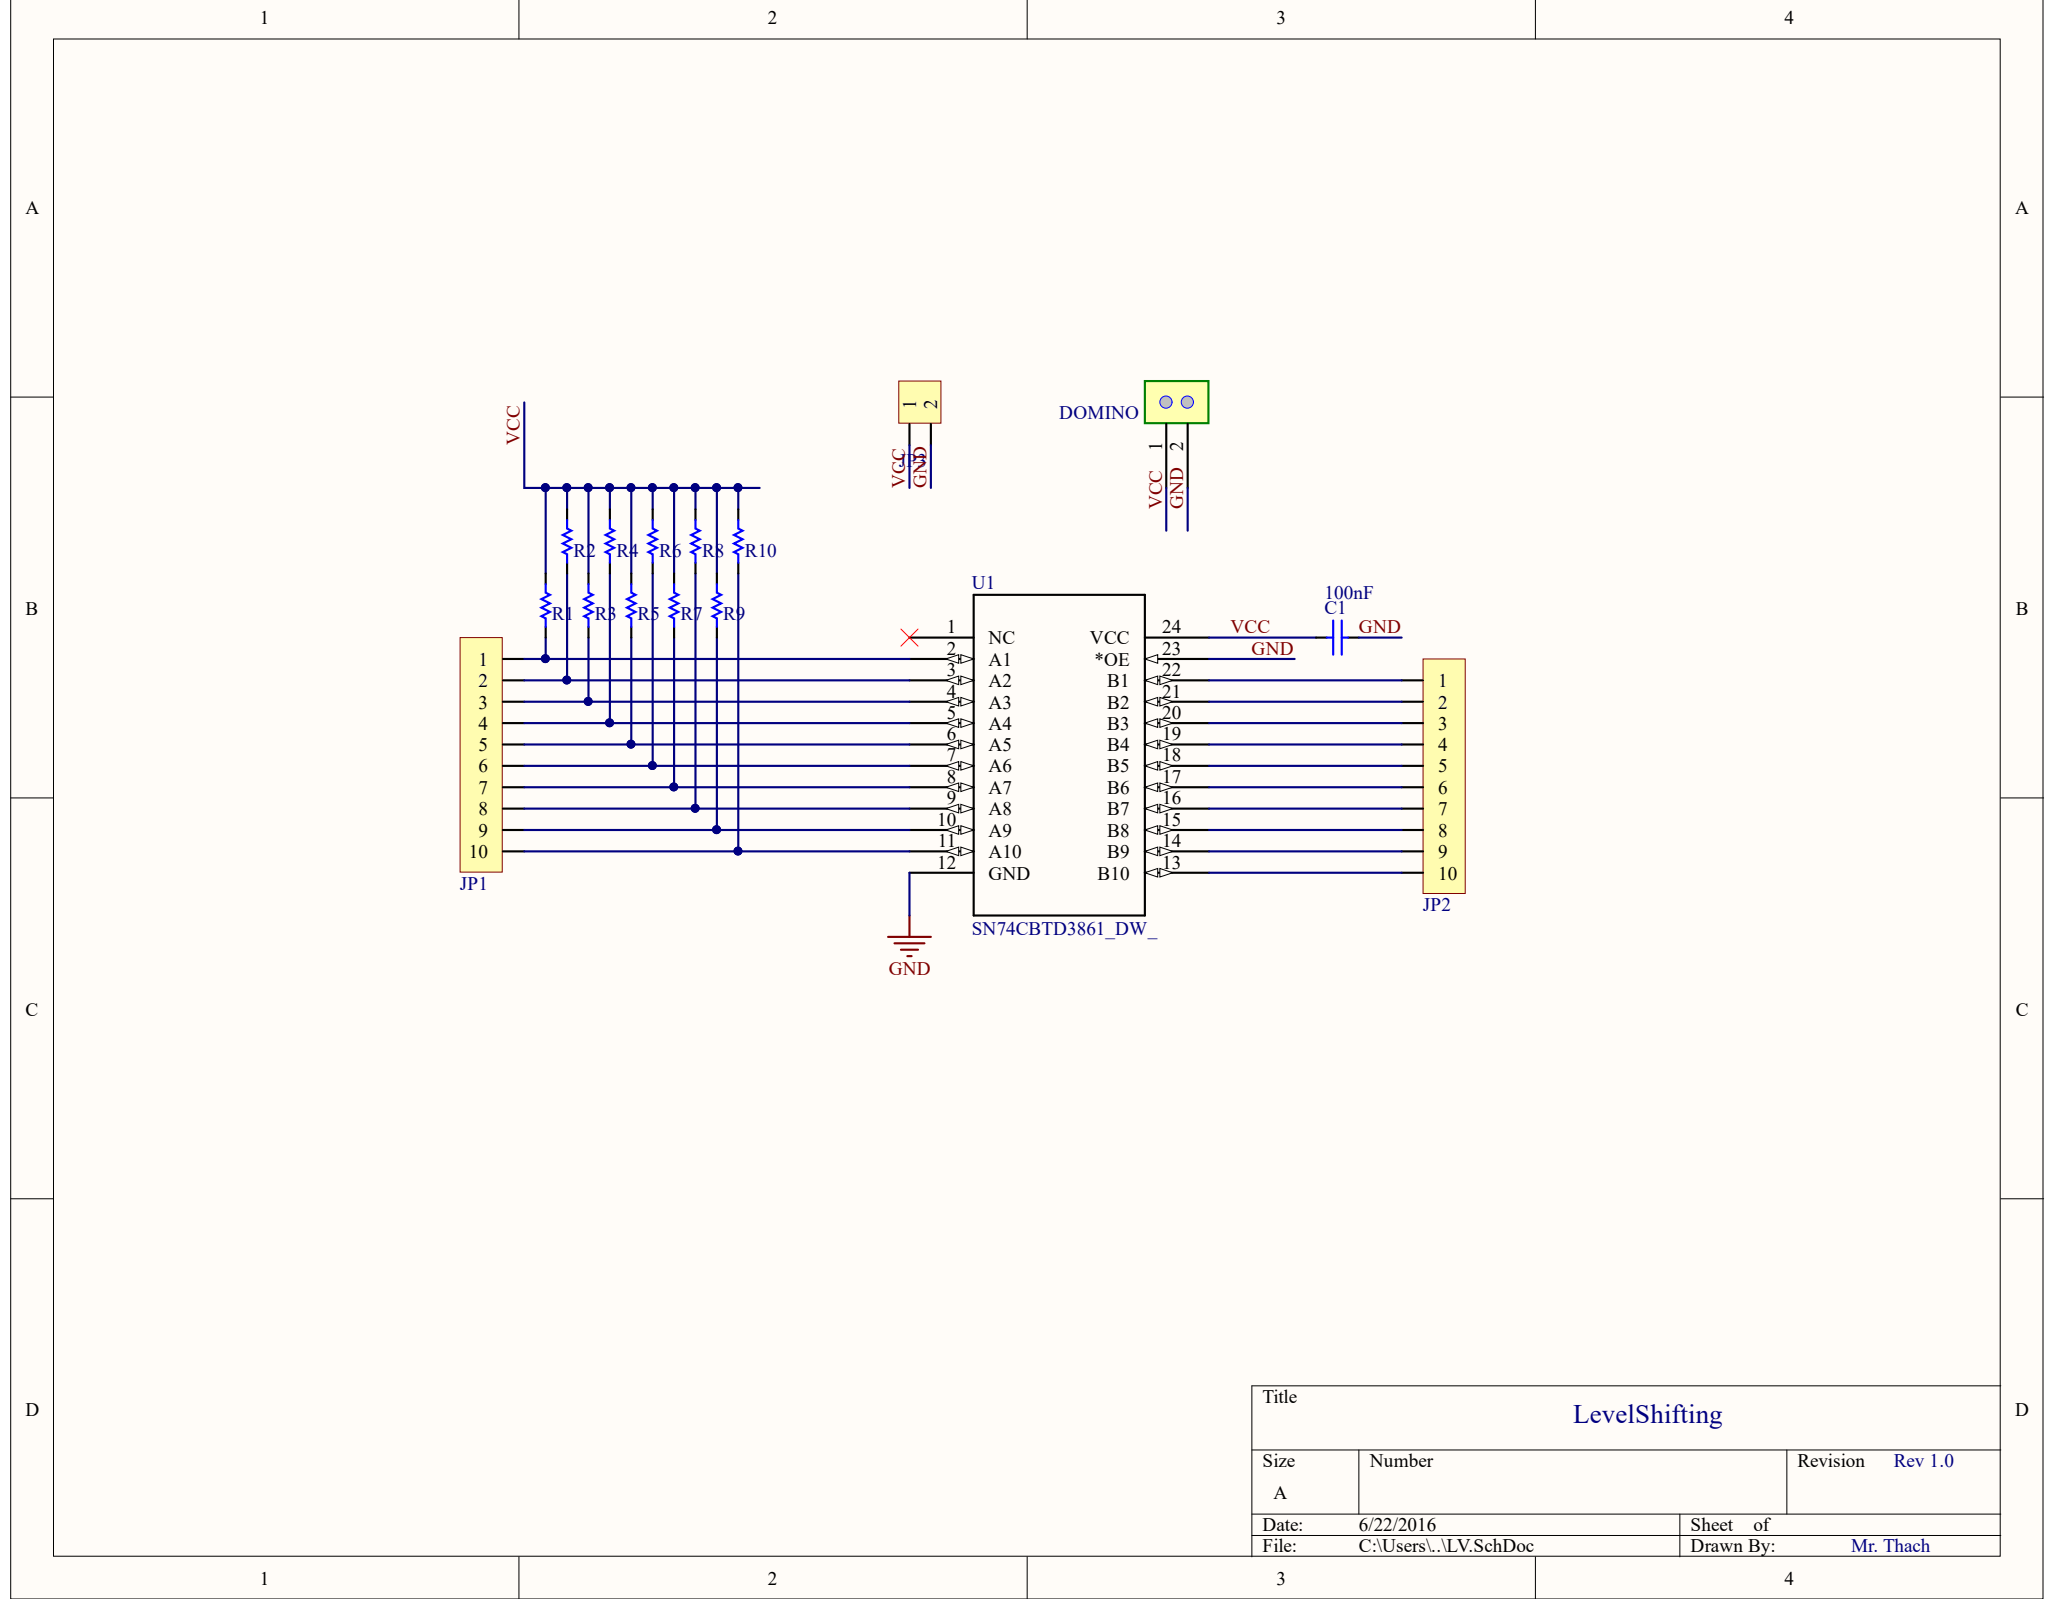 1 2 3 4
A A
1 2
DOMINO
VCC
1 2
VCC GND
VCC GND
R2 R4 R6 R8 R10
U1
100nF
C1
R1 R3 R5 R7 R9
B B
1 NC VCC 24 VCC GND
1 2 A1 *OE 23 GND
2 3 A2 B1 22 1
3 4 A3 B2 21 2
4 5 A4 B3 20 3
5 6 A5 B4 19 4
6 7 A6 B5 18 5
7 8 A7 B6 17 6
8 9 A8 B7 16 7
9 10 A9 B8 15 8
10 11 A10 B9 14 9
12 GND B10 13 10
JP1
JP2
SN74CBTD3861_DW_
GND
C C
Title
LevelShifting
D D
Size Number Revision Rev 1.0
A
Date: 6/22/2016 Sheet of
File: C:\Users\..\LV.SchDoc Drawn By: Mr. Thach
1 2 3 4